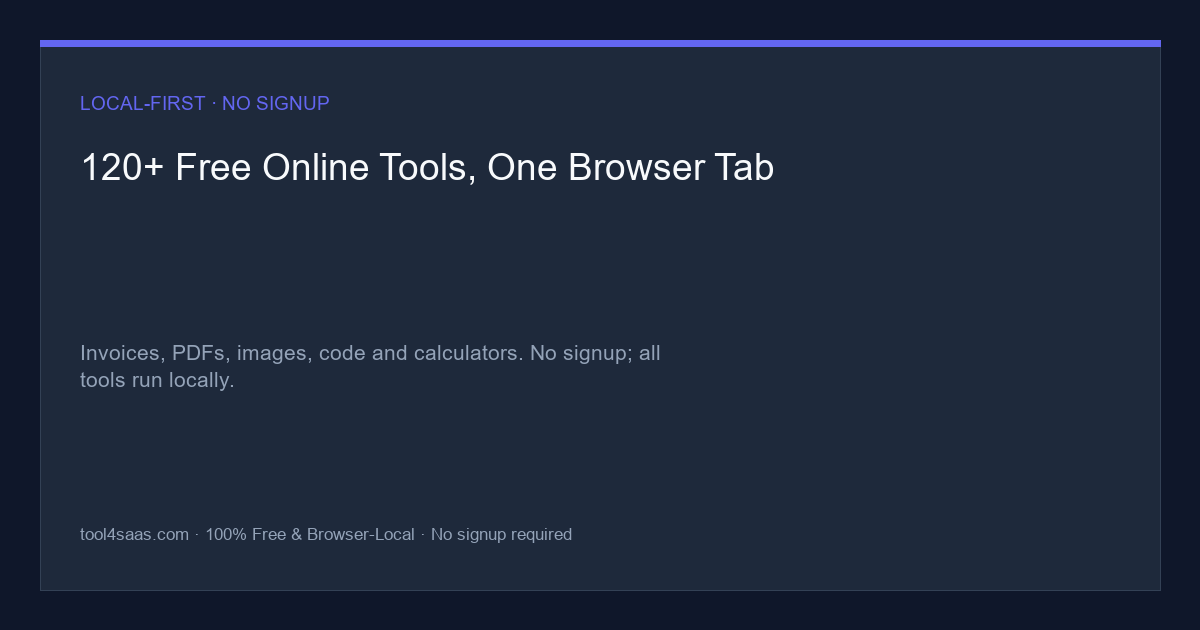 LOCAL-FIRST · NO SIGNUP
120+ Free Online Tools, One Browser Tab
Invoices, PDFs, images, code and calculators. No signup; all
tools run locally.
tool4saas.com · 100% Free & Browser-Local · No signup required